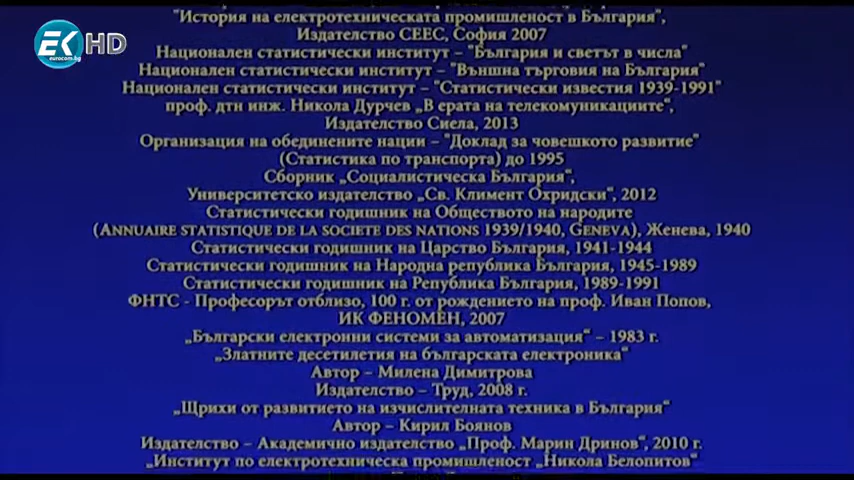 "История на електротехническата промишленост в България",
Издателство СЕЕС, София 2007
ЕК HD
eurocom.bg
Национален статистически институт – "България и светът в числа"
Национален статистически институт – "Външна търговия на България"
Национален статистически институт – "Статистически известия 1939-1991"
проф. дтн инж. Никола Дурчев „В ерата на телекомуникациите",
Издателство Сиела, 2013
Организация на обединените нации – "Доклад за човешкото развитие"
(Статистика по транспорта) до 1995
Сборник „Социалистическа България",
Университетско издателство „Св. Климент Охридски", 2012
Статистически годишник на Обществото на народите
(ANNUAIRE STATISTIQUE DE LA SOCIETE DES NATIONS 1939/1940, GENEVA), Женева, 1940
Статистически годишник на Царство България, 1941-1944
Статистически годишник на Народна република България, 1945-1989
Статистически годишник на Република България, 1989-1991
ФНТС - Професорът отблизо, 100 г. от рождението на проф. Иван Попов,
ИК ФЕНОМЕН, 2007
„Български електронни системи за автоматизация" – 1983 г.
„Златните десетилетия на българската електроника"
Автор – Милена Димитрова
Издателство – Труд, 2008 г.
„Щрихи от развитието на изчислителната техника в България"
Автор – Кирил Боянов
Издателство – Академично издателство „Проф. Марин Дринов", 2010 г.
„Институт по електротехническа промишленост „Никола Белопитов"